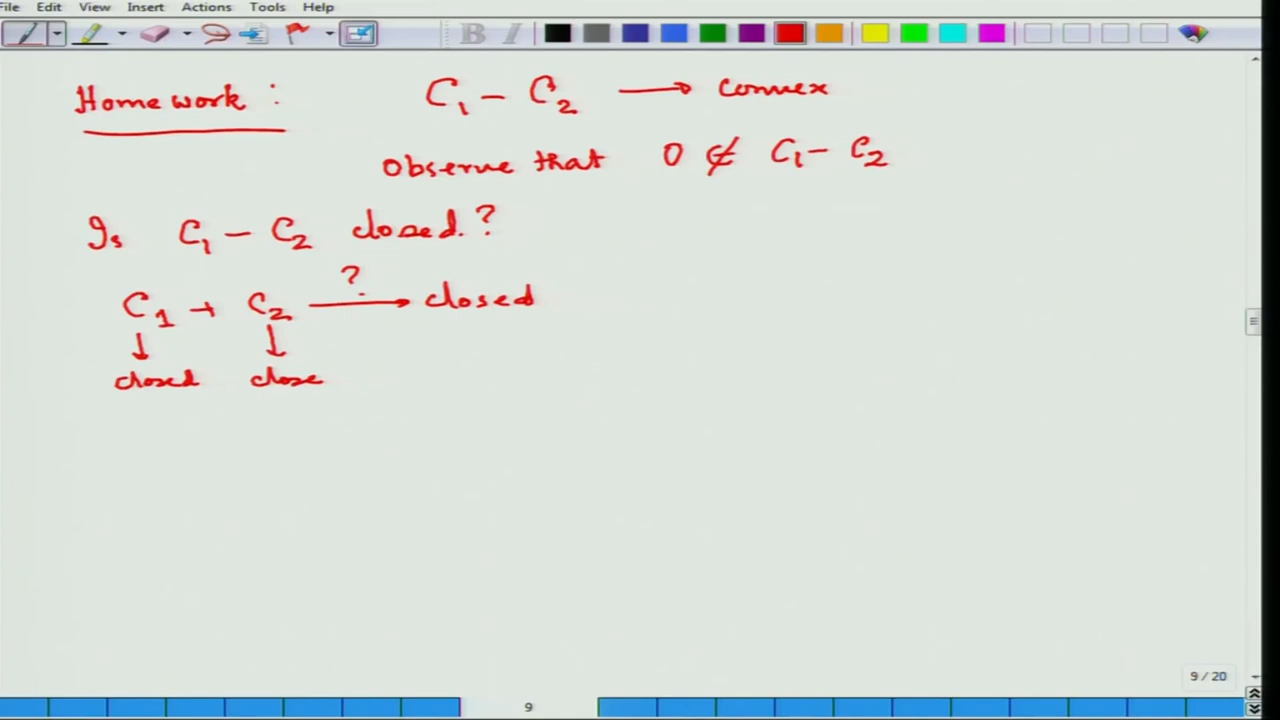 File Edit View Insert Actions Tools Help
B I
Homework : C₁ − C₂ → convex
Observe that 0 ∉ C₁ − C₂
Is C₁ − C₂ closed. ?
?
C₁ + C₂ → closed
↓ ↓
closed close
9 / 20
9